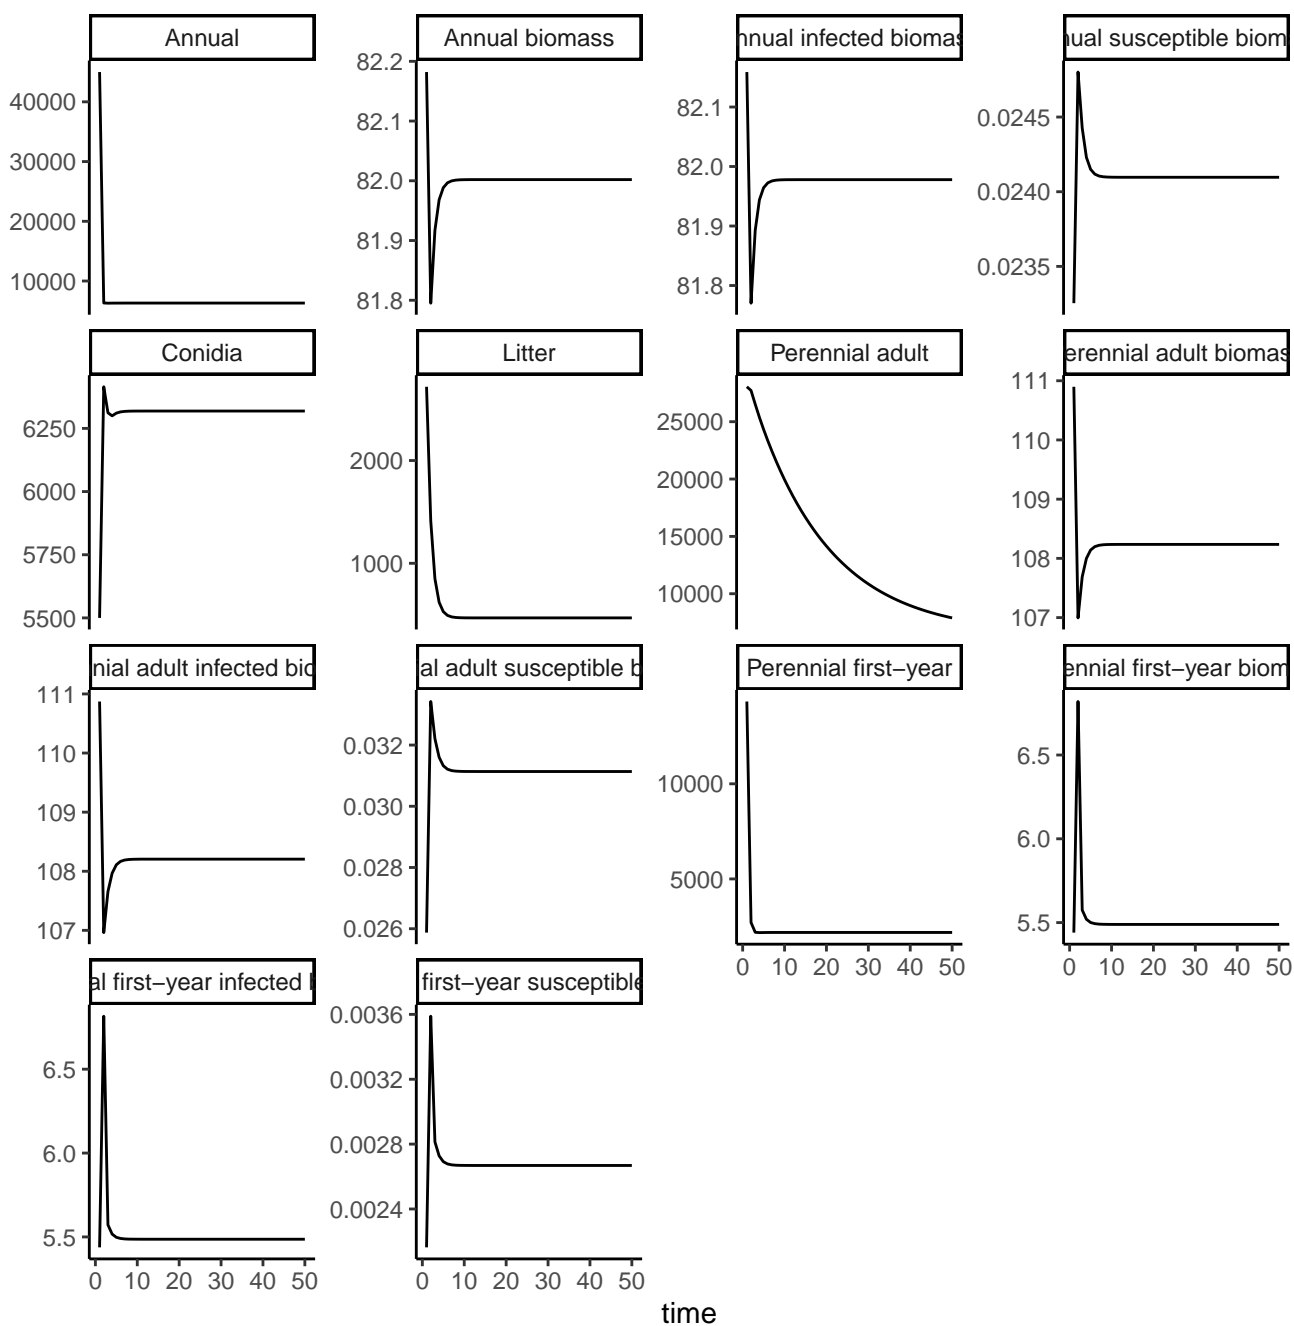 Annual
Annual biomass
nnual infected biomas
ual susceptible biom
40000
30000
20000
10000
82.2
82.1
82.0
81.9
81.8
82.1
82.0
81.9
81.8
0.0245
0.0240
0.0235
Conidia
Litter
Perennial adult
erennial adult biomas
6250
6000
5750
5500
2000
1000
25000
20000
15000
10000
111
110
109
108
107
nial adult infected bio
al adult susceptible b
Perennial first−year
ennial first−year biom
111
110
109
108
107
0.032
0.030
0.028
0.026
10000
5000
6.5
6.0
5.5
0 10 20 30 40 50
0 10 20 30 40 50
al first−year infected b
first−year susceptible
6.5
6.0
5.5
0.0036
0.0032
0.0028
0.0024
0 10 20 30 40 50
0 10 20 30 40 50
time